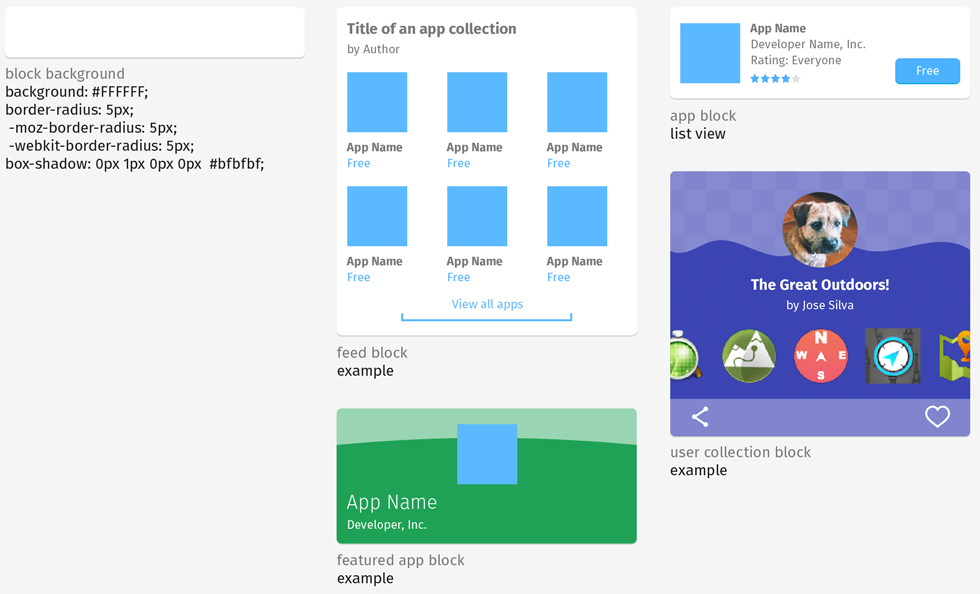 block background
background: #FFFFFF;
border-radius: 5px;
-moz-border-radius: 5px;
-webkit-border-radius: 5px;
box-shadow: 0px 1px 0px 0px  #bfbfbf;
Title of an app collection
by Author
App Name App Name App Name
Free Free Free
App Name App Name App Name
Free Free Free
View all apps
feed block
example
App Name
Developer, Inc.
featured app block
example
App Name
Developer Name, Inc.
Rating: Everyone
Free
app block
list view
The Great Outdoors!
by Jose Silva
N
W A E
S
user collection block
example